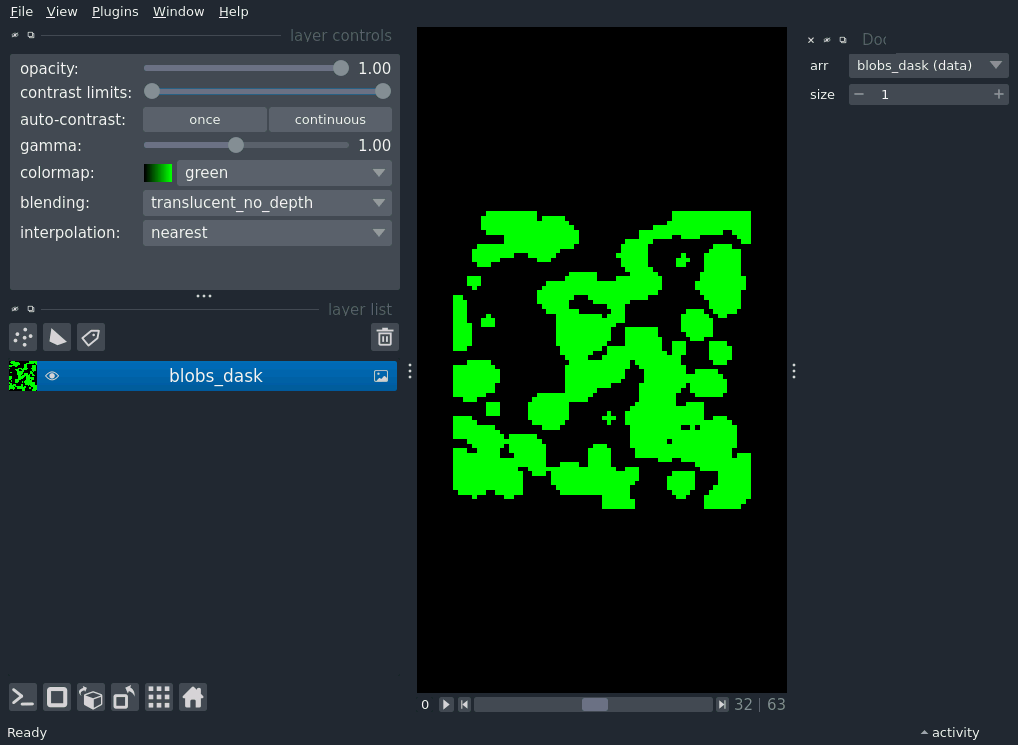 File View Plugins Window Help
layer controls
opacity: 1.00
contrast limits:
auto-contrast: once continuous
gamma: 1.00
colormap: green
blending: translucent_no_depth
interpolation: nearest
layer list
blobs_dask
Doc
arr blobs_dask (data)
size 1
0 32 | 63
Ready
activity